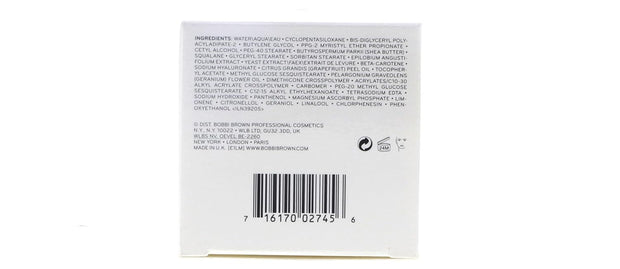 INGREDIENTS: WATER\AQUA\EAU • CYCLOPENTASILOXANE • BIS-DIGLYCERYL POLY-
ACYLADIPATE-2 • BUTYLENE GLYCOL • PPG-2 MYRISTYL ETHER PROPIONATE •
CETYL ALCOHOL • PEG-40 STEARATE • BUTYROSPERMUM PARKII (SHEA BUTTER) •
SQUALANE • GLYCERYL STEARATE • SORBITAN STEARATE • EPILOBIUM ANGUSTI-
FOLIUM EXTRACT • YEAST EXTRACT\FAEX\EXTRAIT DE LEVURE • BETA-CAROTENE •
SODIUM HYALURONATE • CITRUS GRANDIS (GRAPEFRUIT) PEEL OIL • TOCOPHER-
YL ACETATE • METHYL GLUCOSE SESQUISTEARATE • PELARGONIUM GRAVEOLENS
(GERANIUM) FLOWER OIL • DIMETHICONE CROSSPOLYMER • ACRYLATES/C10-30
ALKYL ACRYLATE CROSSPOLYMER • CARBOMER • PEG-20 METHYL GLUCOSE
SESQUISTEARATE • C12-15 ALKYL ETHYLHEXANOATE • TETRASODIUM EDTA •
SODIUM HYDROXIDE • PANTHENOL • MAGNESIUM ASCORBYL PHOSPHATE • LIM-
ONENE • CITRONELLOL • GERANIOL • LINALOOL • CHLORPHENESIN • PHEN-
OXYETHANOL <ILN39205>
© DIST. BOBBI BROWN PROFESSIONAL COSMETICS
N.Y., N.Y. 10022 • WLB LTD, GU32 3DD, UK
WLBS NV, OEVEL BE-2260
NEW YORK • LONDON • PARIS
MADE IN U.K. [E1LM] WWW.BOBBIBROWN.COM
24M
7 16170 02745 6